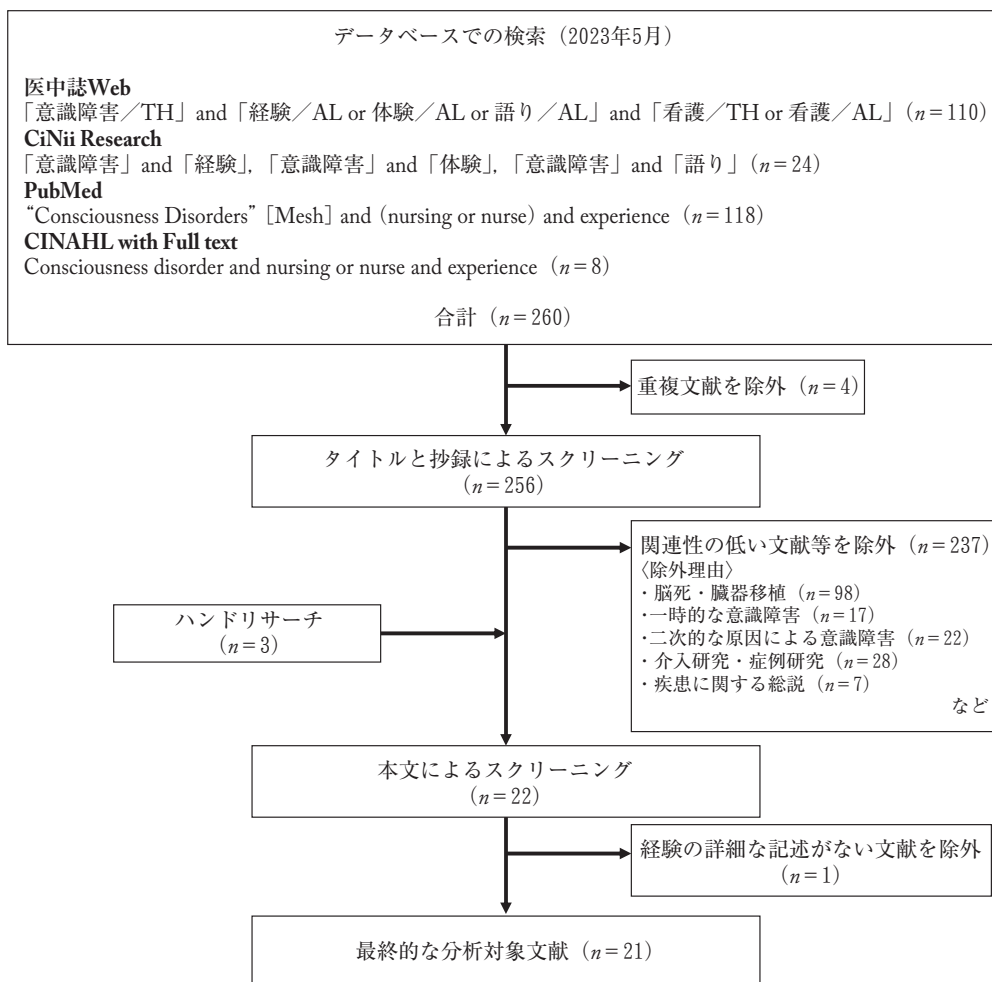 データベースでの検索（2023年5月）
医中誌Web
「意識障害／TH」and「経験／AL or 体験／AL or 語り／AL」and「看護／TH or 看護／AL」（n＝110）
CiNii Research
「意識障害」and「経験」，「意識障害」and「体験」，「意識障害」and「語り」（n＝24）
PubMed
“Consciousness Disorders”［Mesh］and（nursing or nurse）and experience（n＝118）
CINAHL with Full text
Consciousness disorder and nursing or nurse and experience（n＝8）
合計（n＝260）
重複文献を除外（n＝4）
タイトルと抄録によるスクリーニング
（n＝256）
関連性の低い文献等を除外（n＝237）
〈除外理由〉
・脳死・臓器移植（n＝98）
・一時的な意識障害（n＝17）
・二次的な原因による意識障害（n＝22）
・介入研究・症例研究（n＝28）
・疾患に関する総説（n＝7）
など
ハンドリサーチ
（n＝3）
本文によるスクリーニング
（n＝22）
経験の詳細な記述がない文献を除外
（n＝1）
最終的な分析対象文献（n＝21）